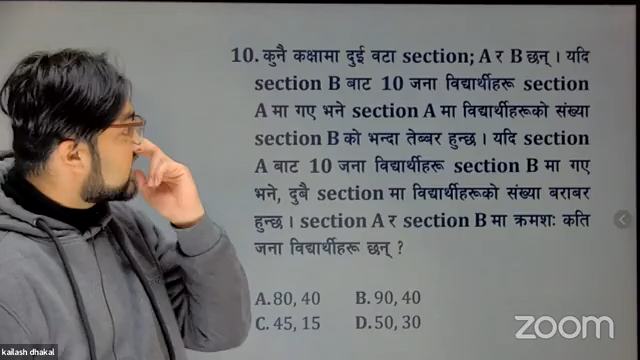 10. कुनै कक्षामा दुई वटा section; A र B छन् । यदि
section B बाट 10 जना विद्यार्थीहरू section
A मा गए भने section A मा विद्यार्थीहरूको संख्या
section B को भन्दा तेब्बर हुन्छ । यदि section
A बाट 10 जना विद्यार्थीहरू section B मा गए
भने, दुबै section मा विद्यार्थीहरूको संख्या बराबर
हुन्छ । section A र section B मा क्रमशः कति
जना विद्यार्थीहरू छन् ?
A. 80, 40 B. 90, 40
C. 45, 15 D. 50, 30
zoom
kailash dhakal